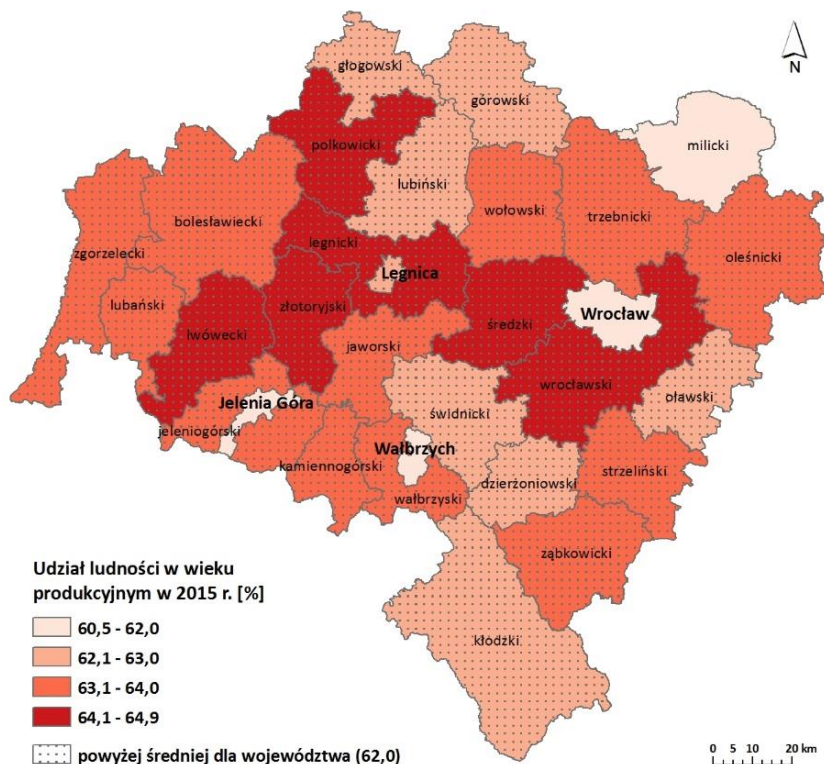 głogowski
górowski
N
milicki
polkowicki
lubiński
wołowski
trzebnicki
bolesławiecki
oleśnicki
zgorzelecki
legnicki
Legnica
lubański
złotoryjski
Wrocław
lwówecki
średzki
jaworski
wrocławski
oławski
Jelenia Góra
świdnicki
jeleniogórski
Wałbrzych
kamiennogórski
strzeliński
dzierżoniowski
wałbrzyski
ząbkowicki
kłodzki
Udział ludności w wieku
produkcyjnym w 2015 r. [%]
60,5 - 62,0
62,1 - 63,0
63,1 - 64,0
64,1 - 64,9
powyżej średniej dla województwa (62,0)
0 5 10 20 km